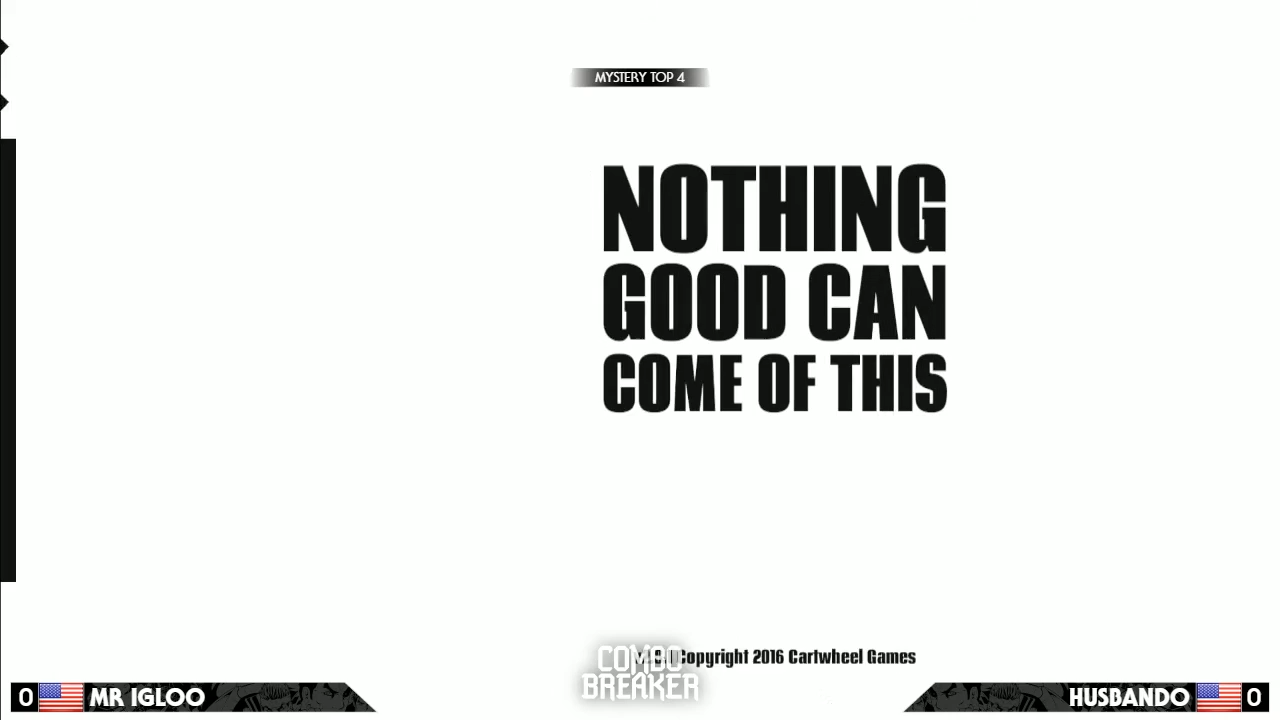 MYSTERY TOP 4
NOTHING
GOOD CAN
COME OF THIS
Copyright 2016 Cartwheel Games
COMBO
BREAKER
0 MR IGLOO
HUSBANDO 0